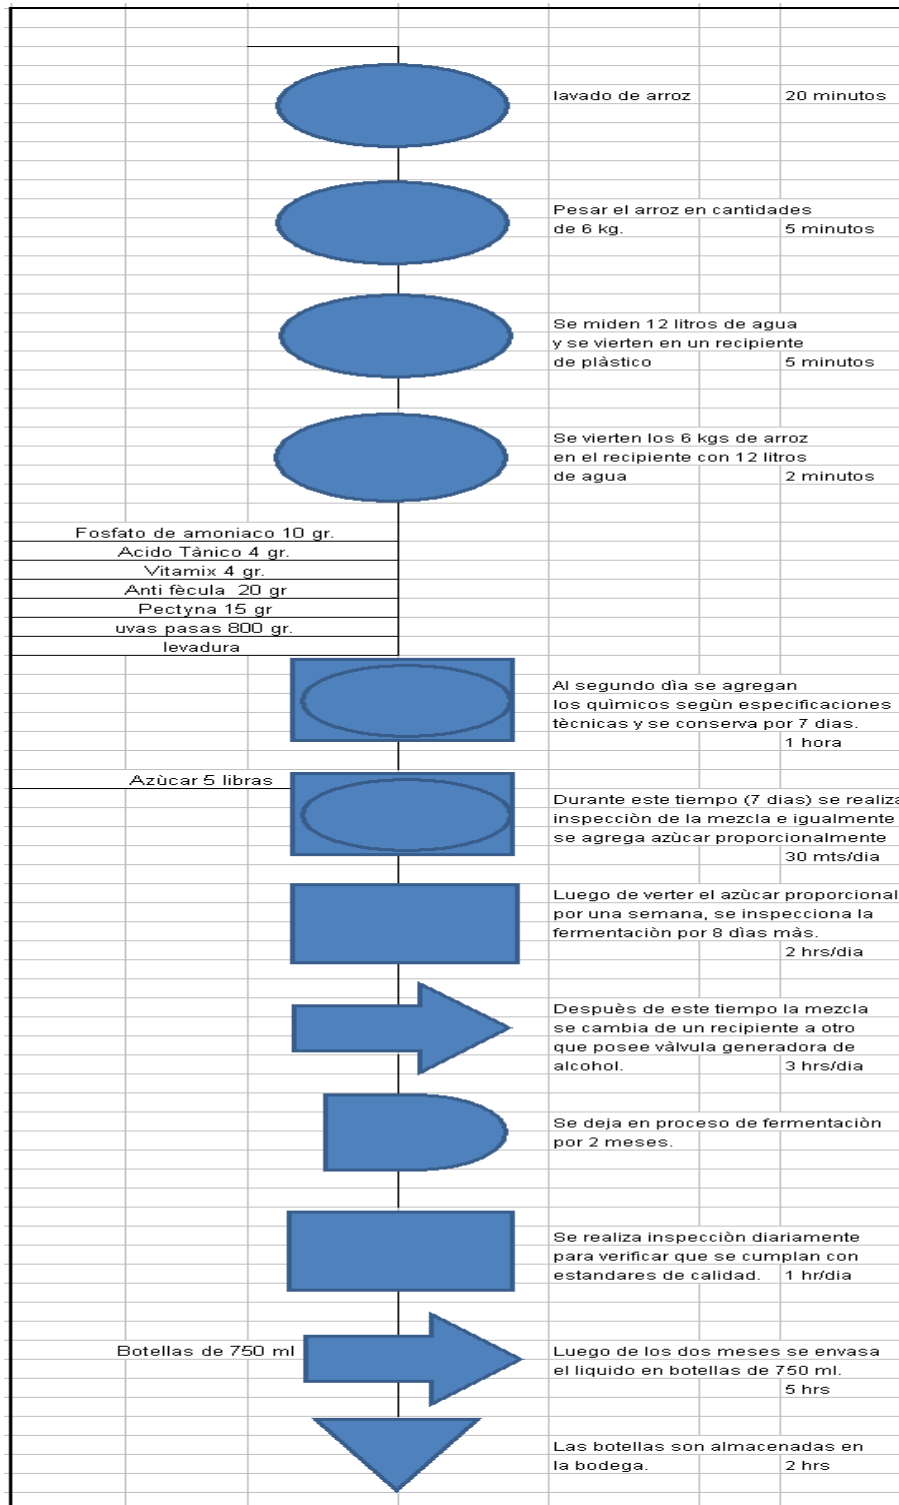 lavado de arroz 20 minutos
Pesar el arroz en cantidades
de 6 kg. 5 minutos
Se miden 12 litros de agua
y se vierten en un recipiente
de plàstico 5 minutos
Se vierten los 6 kgs de arroz
en el recipiente con 12 litros
de agua 2 minutos
Fosfato de amoniaco 10 gr.
Acido Tànico 4 gr.
Vitamix 4 gr.
Anti fècula 20 gr
Pectyna 15 gr
uvas pasas 800 gr.
levadura
Al segundo dìa se agregan
los quìmicos segùn especificaciones
tècnicas y se conserva por 7 dias.
1 hora
Azùcar 5 libras
Durante este tiempo (7 dias) se realiza
inspecciòn de la mezcla e igualmente
se agrega azùcar proporcionalmente
30 mts/dia
Luego de verter el azùcar proporcional
por una semana, se inspecciona la
fermentaciòn por 8 dìas màs.
2 hrs/dia
Despuès de este tiempo la mezcla
se cambia de un recipiente a otro
que posee vàlvula generadora de
alcohol. 3 hrs/dia
Se deja en proceso de fermentaciòn
por 2 meses.
Se realiza inspecciòn diariamente
para verificar que se cumplan con
estandares de calidad. 1 hr/dia
Botellas de 750 ml
Luego de los dos meses se envasa
el liquido en botellas de 750 ml.
5 hrs
Las botellas son almacenadas en
la bodega. 2 hrs